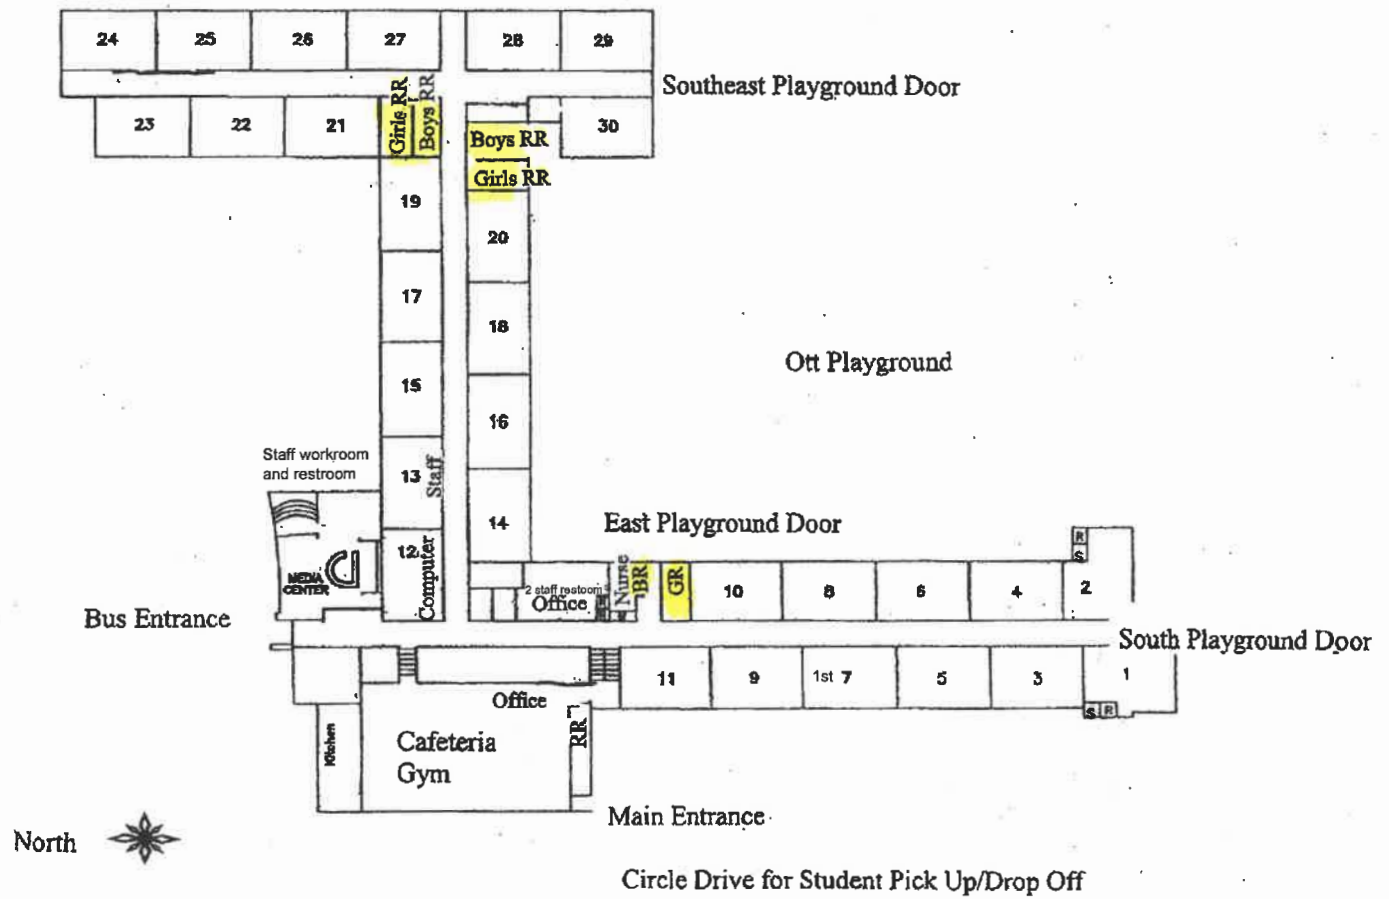 24 25 26 27 28 29
Southeast Playground Door
23 22 21 Girls RR Boys RR 30
Boys RR
Girls RR
19
20
17
18
Ott Playground
15
16
Staff workroom
and restroom
13 Staff
14
East Playground Door
12 Computer
MEDIA
CENTER
2 staff restoom
Office
Nurse BR GR 10 8 6 4 2
R
S
Bus Entrance
South Playground Door
11 9 1st 7 5 3 1
S R
Office
RR
Kitchen
Cafeteria
Gym
Main Entrance
North
Circle Drive for Student Pick Up/Drop Off